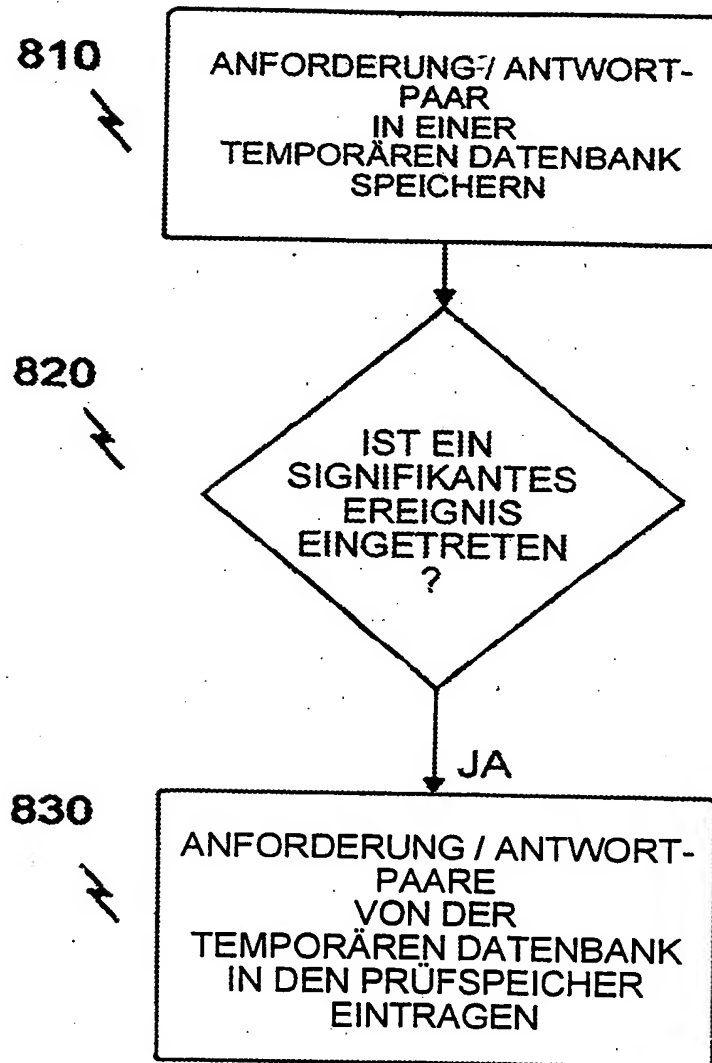 810
ANFORDERUNG-/ ANTWORT-
PAAR
IN EINER
TEMPORÄREN DATENBANK
SPEICHERN
820
IST EIN
SIGNIFIKANTES
EREIGNIS
EINGETRETEN
?
JA
830
ANFORDERUNG / ANTWORT-
PAARE
VON DER
TEMPORÄREN DATENBANK
IN DEN PRÜFSPEICHER
EINTRAGEN